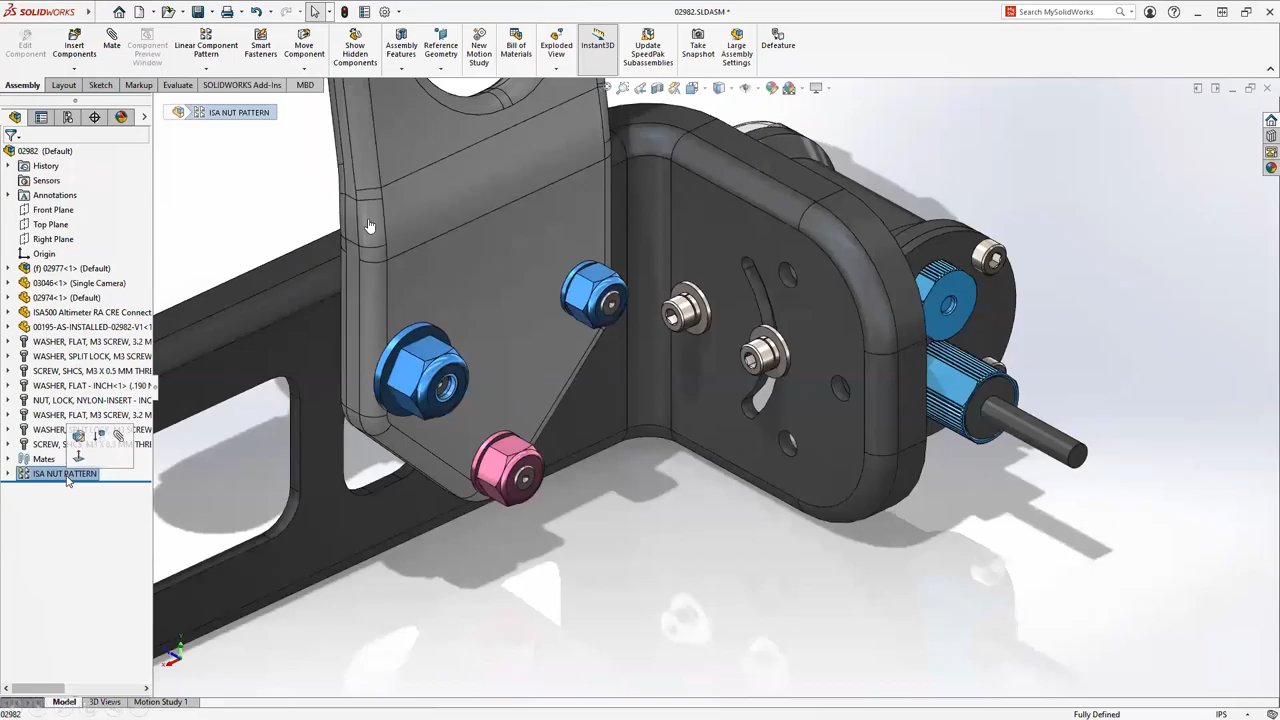 SOLIDWORKS
02982.SLDASM *
Search MySolidWorks
Edit Component
Insert Components
Mate
Component Preview Window
Linear Component Pattern
Smart Fasteners
Move Component
Show Hidden Components
Assembly Features
Reference Geometry
New Motion Study
Bill of Materials
Exploded View
Instant3D
Update SpeedPak Subassemblies
Take Snapshot
Large Assembly Settings
Defeature
Assembly
Layout
Sketch
Markup
Evaluate
SOLIDWORKS Add-Ins
MBD
ISA NUT PATTERN
02982 (Default)
History
Sensors
Annotations
Front Plane
Top Plane
Right Plane
Origin
(f) 02977<1> (Default)
03046<1> (Single Camera)
02974<1> (Default)
ISA500 Altimeter RA CRE Connect
00195-AS-INSTALLED-02982-V1<1
WASHER, FLAT, M3 SCREW, 3.2 M
WASHER, SPLIT LOCK, M3 SCREW
SCREW, SHCS, M3 X 0.5 MM THRE
WASHER, FLAT - INCH<1> (.190 N
NUT, LOCK, NYLON-INSERT - INC
WASHER, FLAT, M3 SCREW, 3.2 M
Mates
ISA NUT PATTERN
Model
3D Views
Motion Study 1
02982
Fully Defined
IPS